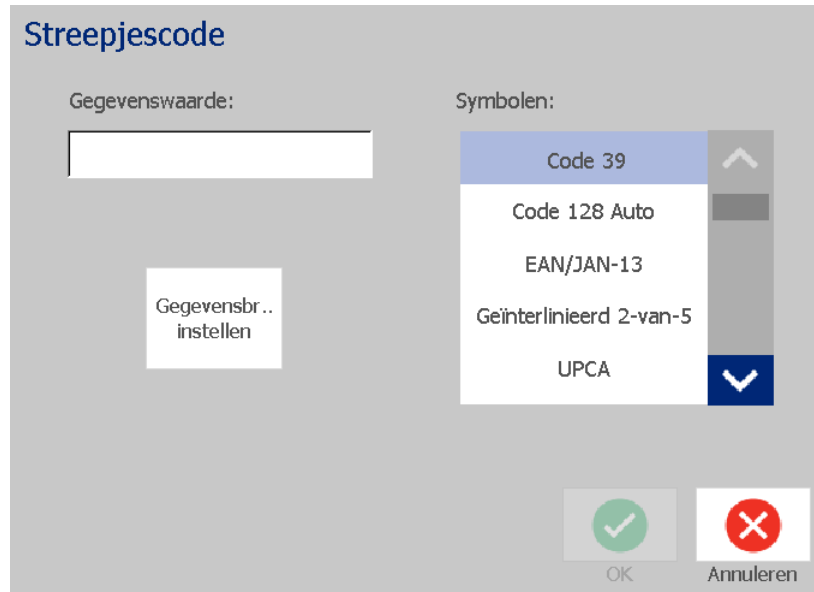 Streepjescode
Gegevenswaarde:
Symbolen:
Code 39
Code 128 Auto
EAN/JAN-13
Geïnterlinieerd 2-van-5
UPCA
Gegevensbr..
instellen
OK
Annuleren